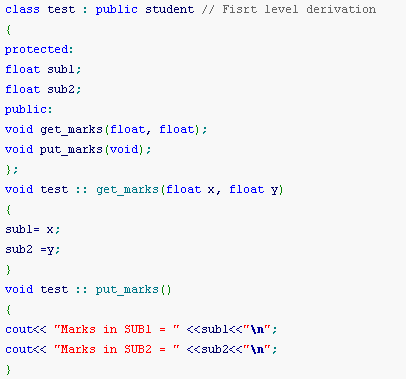 class test : public student // Fisrt level derivation
{
protected:
float sub1;
float sub2;
public:
void get_marks(float, float);
void put_marks(void);
};
void test :: get_marks(float x, float y)
{
sub1= x;
sub2 =y;
}
void test :: put_marks()
{
cout<< "Marks in SUB1 = " <<sub1<<"\n";
cout<< "Marks in SUB2 = " <<sub2<<"\n";
}